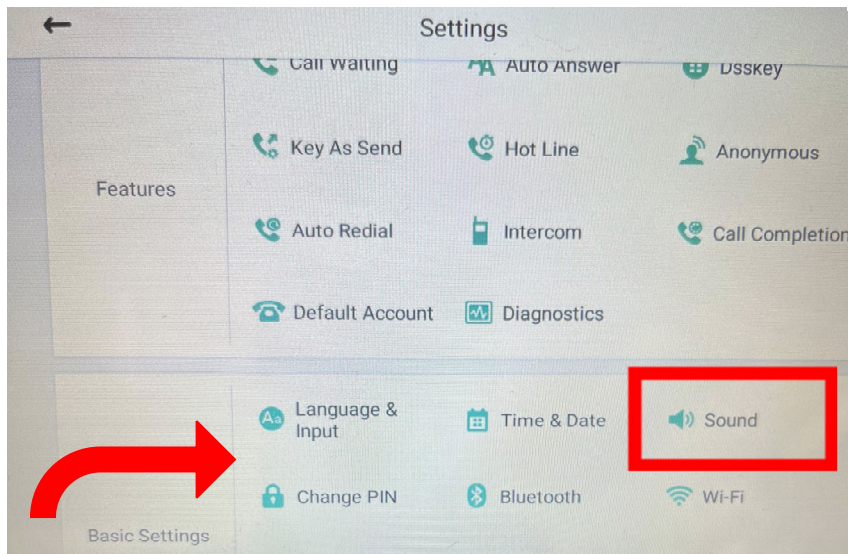 Settings
Call Waiting
Auto Answer
Dsskey
Key As Send
Hot Line
Anonymous
Features
Auto Redial
Intercom
Call Completion
Default Account
Diagnostics
Language &
Input
Time & Date
Sound
Change PIN
Bluetooth
Wi-Fi
Basic Settings